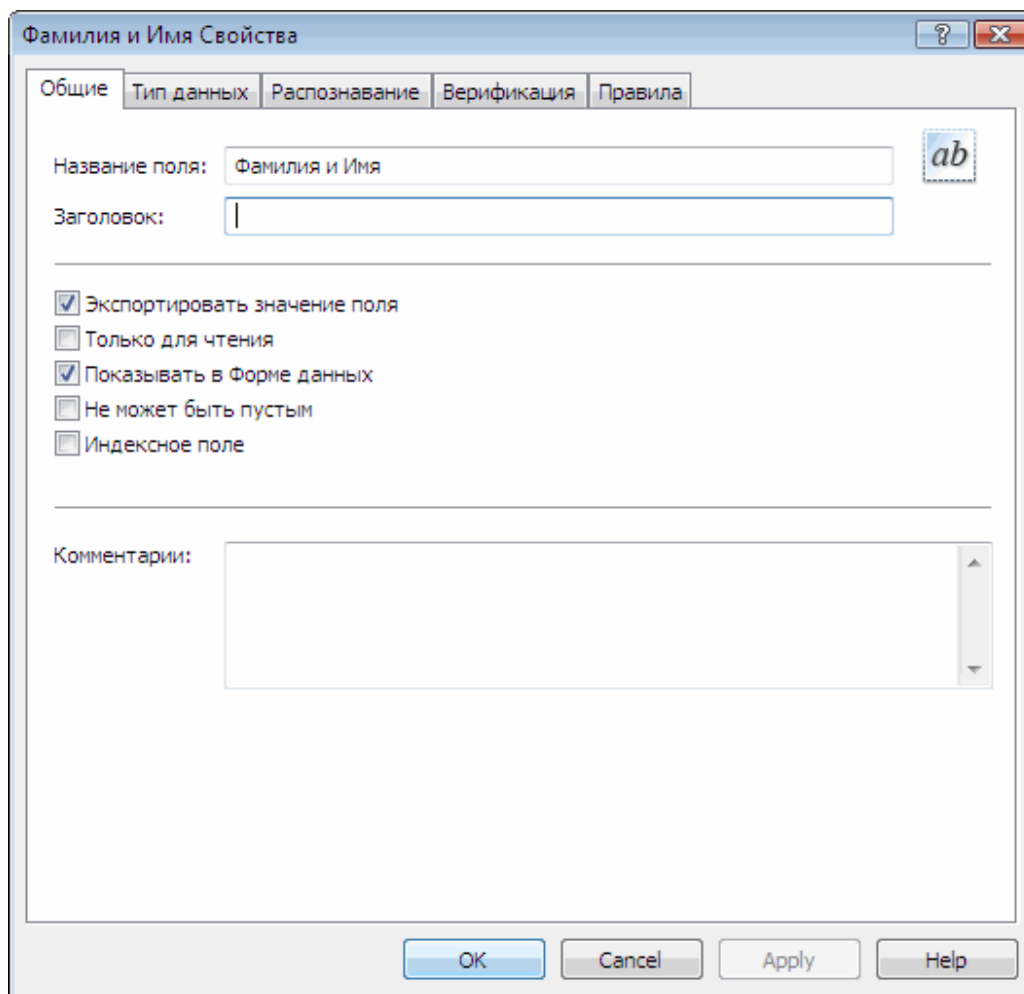 Фамилия и Имя Свойства
Общие Тип данных Распознавание Верификация Правила
Название поля: Фамилия и Имя
ab
Заголовок:
Экспортировать значение поля
Только для чтения
Показывать в Форме данных
Не может быть пустым
Индексное поле
Комментарии:
OK Cancel Apply Help